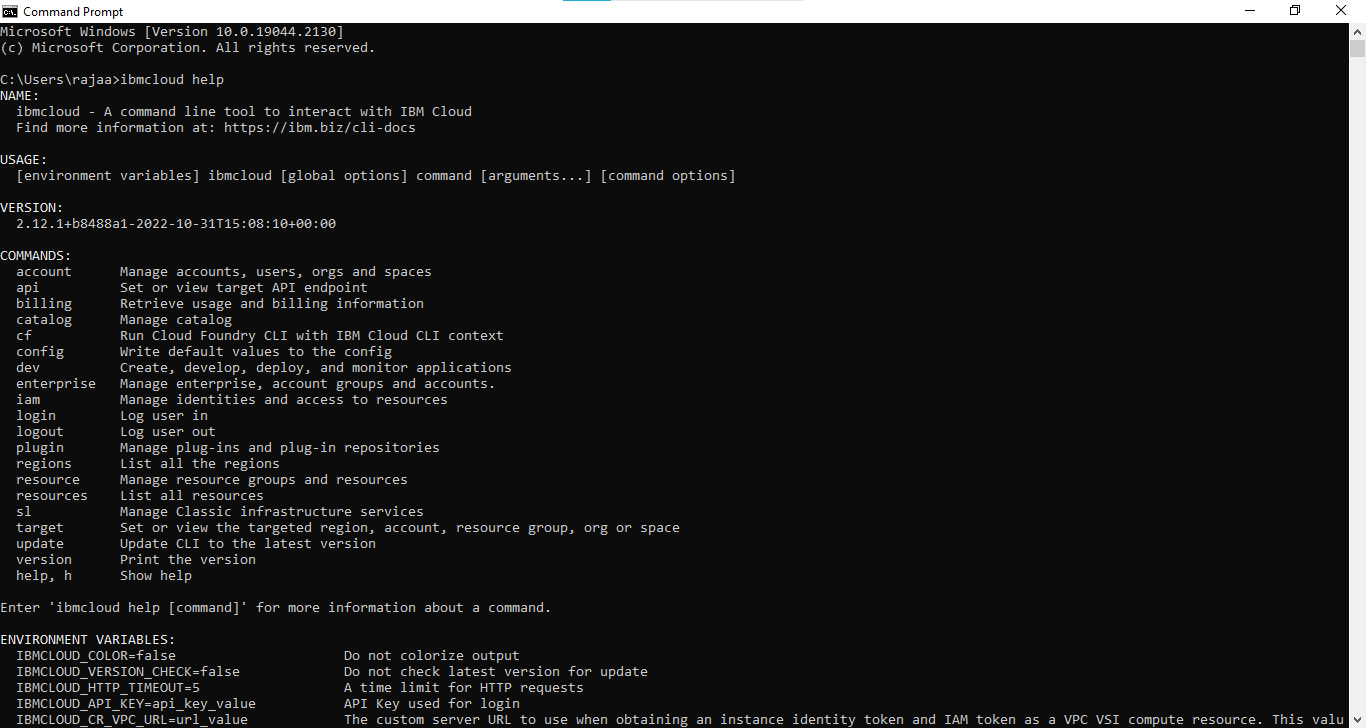 Command Prompt
Microsoft Windows [Version 10.0.19044.2130]
(c) Microsoft Corporation. All rights reserved.
C:\Users\rajaa>ibmcloud help
NAME:
  ibmcloud - A command line tool to interact with IBM Cloud
  Find more information at: https://ibm.biz/cli-docs
USAGE:
  [environment variables] ibmcloud [global options] command [arguments...] [command options]
VERSION:
  2.12.1+b8488a1-2022-10-31T15:08:10+00:00
COMMANDS:
  account      Manage accounts, users, orgs and spaces
  api          Set or view target API endpoint
  billing      Retrieve usage and billing information
  catalog      Manage catalog
  cf           Run Cloud Foundry CLI with IBM Cloud CLI context
  config       Write default values to the config
  dev          Create, develop, deploy, and monitor applications
  enterprise   Manage enterprise, account groups and accounts.
  iam          Manage identities and access to resources
  login        Log user in
  logout       Log user out
  plugin       Manage plug-ins and plug-in repositories
  regions      List all the regions
  resource     Manage resource groups and resources
  resources    List all resources
  sl           Manage Classic infrastructure services
  target       Set or view the targeted region, account, resource group, org or space
  update       Update CLI to the latest version
  version      Print the version
  help, h      Show help
Enter 'ibmcloud help [command]' for more information about a command.
ENVIRONMENT VARIABLES:
  IBMCLOUD_COLOR=false                     Do not colorize output
  IBMCLOUD_VERSION_CHECK=false             Do not check latest version for update
  IBMCLOUD_HTTP_TIMEOUT=5                  A time limit for HTTP requests
  IBMCLOUD_API_KEY=api_key_value           API Key used for login
  IBMCLOUD_CR_VPC_URL=url_value            The custom server URL to use when obtaining an instance identity token and IAM token as a VPC VSI compute resource. This valu